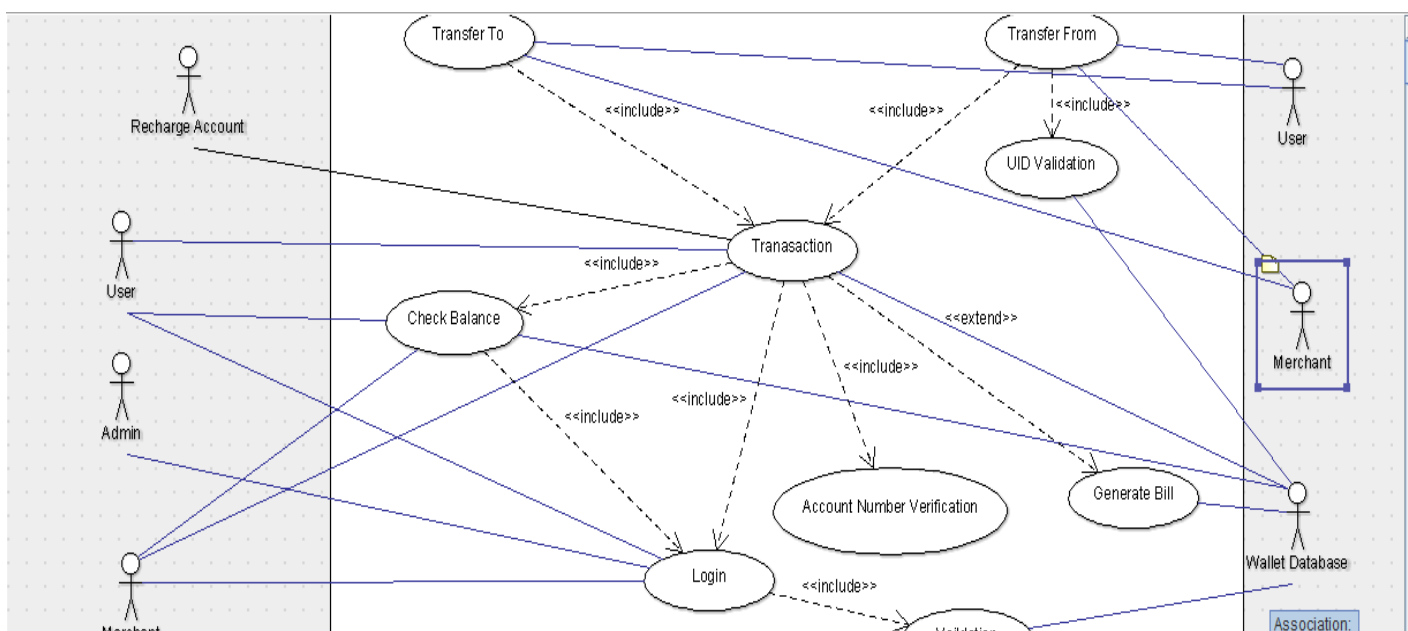 Transfer To
Transfer From
Recharge Account
<<include>>
<<include>>
<<include>>
User
UID Validation
Tranasaction
<<include>>
User
Check Balance
<<extend>>
Merchant
<<include>>
<<include>>
<<include>>
Admin
Generate Bill
Account Number Verification
Wallet Database
Login
<<include>>
Association:
Merchant